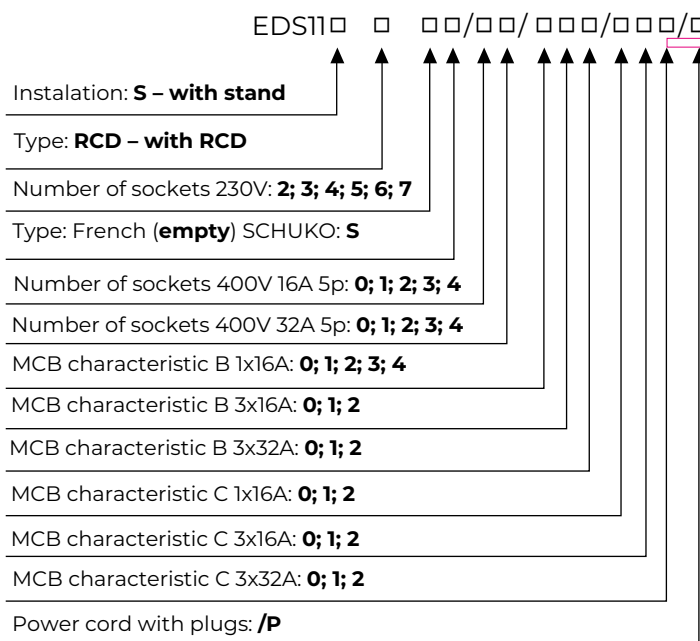 EDS11□ □ □□/□□/ □□□/□□□/□
Instalation: S – with stand
Type: RCD – with RCD
Number of sockets 230V: 2; 3; 4; 5; 6; 7
Type: French (empty) SCHUKO: S
Number of sockets 400V 16A 5p: 0; 1; 2; 3; 4
Number of sockets 400V 32A 5p: 0; 1; 2; 3; 4
MCB characteristic B 1x16A: 0; 1; 2; 3; 4
MCB characteristic B 3x16A: 0; 1; 2
MCB characteristic B 3x32A: 0; 1; 2
MCB characteristic C 1x16A: 0; 1; 2
MCB characteristic C 3x16A: 0; 1; 2
MCB characteristic C 3x32A: 0; 1; 2
Power cord with plugs: /P